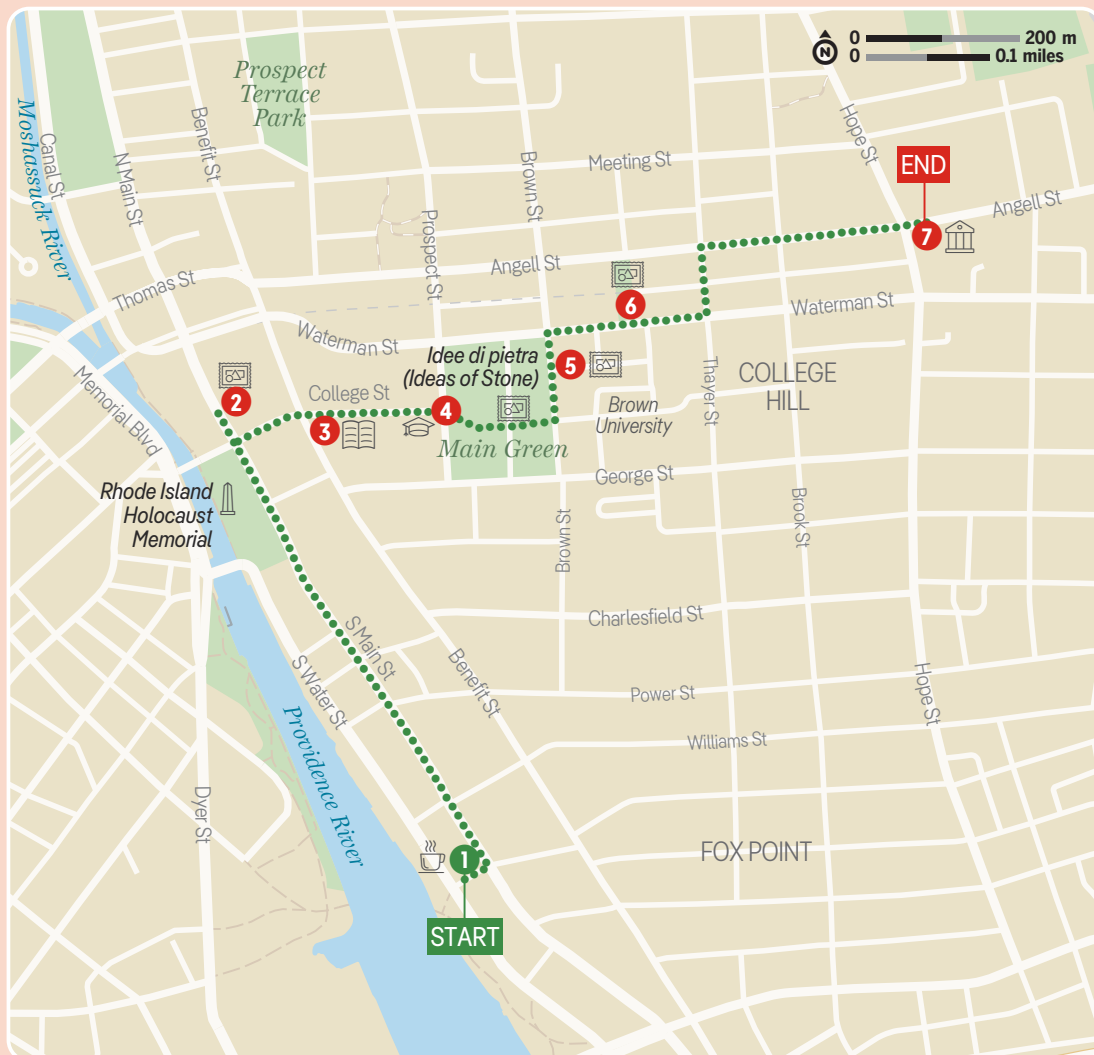 0
200 m
N
0
0.1 miles
Prospect
Terrace
Park
Moshassuck River
Canal St
N Main St
Benefit St
Brown St
Meeting St
Hope St
END
Angell St
7
Prospect St
Angell St
Thomas St
6
Waterman St
Waterman St
Idee di pietra
(Ideas of Stone)
5
Thayer St
COLLEGE
HILL
Memorial Blvd
2
College St
3
4
Brown
University
Main Green
George St
Rhode Island
Holocaust
Memorial
Brown St
Brook St
Charlesfield St
S Main St
S Water St
Benefit St
Power St
Hope St
Williams St
Providence River
Dyer St
FOX POINT
1
START